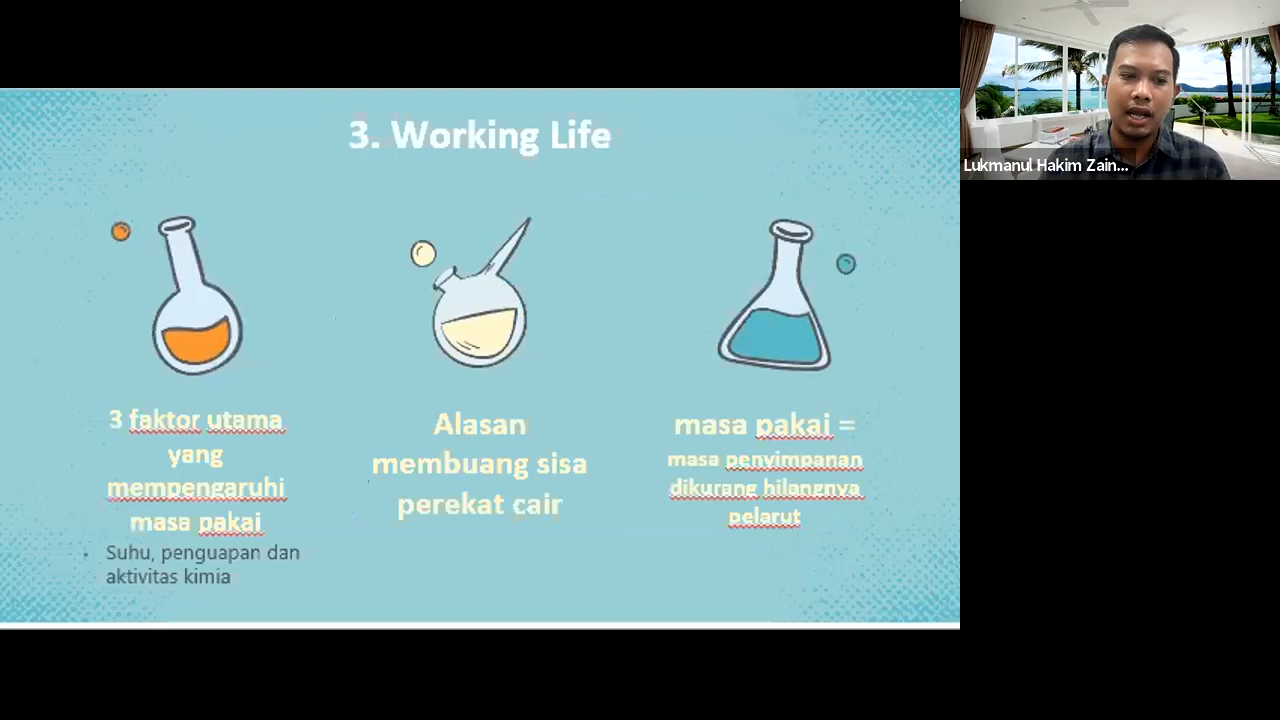 3. Working Life
Lukmanul Hakim Zain...
3 faktor utama
yang
mempengaruhi
masa pakai
• Suhu, penguapan dan
aktivitas kimia
Alasan
membuang sisa
perekat cair
masa pakai =
masa penyimpanan
dikurang hilangnya
pelarut